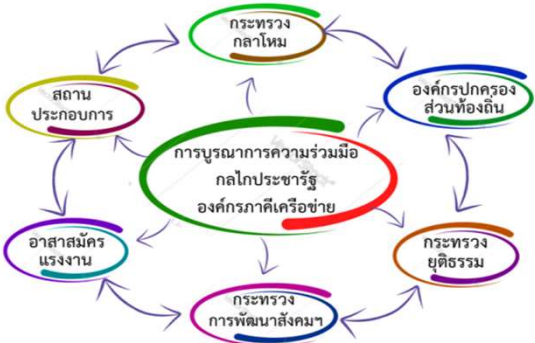 กระทรวง
กลาโหม
สถาน
ประกอบการ
องค์กรปกครอง
ส่วนท้องถิ่น
การบูรณาการความร่วมมือ
กลไกประชารัฐ
องค์กรภาคีเครือข่าย
อาสาสมัคร
แรงงาน
กระทรวง
ยุติธรรม
กระทรวง
การพัฒนาสังคมฯ